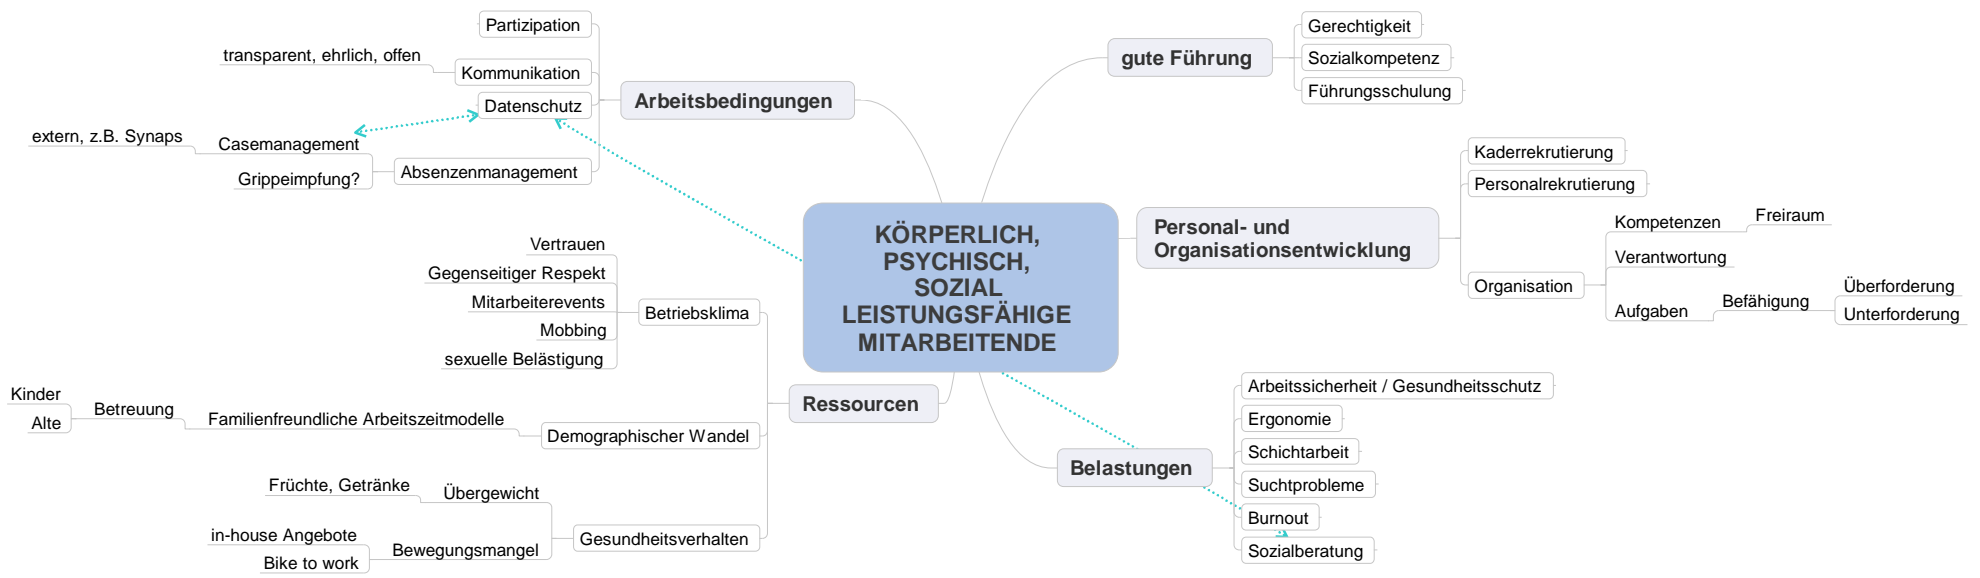 Partizipation
transparent, ehrlich, offen
Kommunikation
Datenschutz
Arbeitsbedingungen
extern, z.B. Synaps
Casemanagement
Grippeimpfung?
Absenzenmanagement
gute Führung
Gerechtigkeit
Sozialkompetenz
Führungsschulung
KÖRPERLICH,
PSYCHISCH,
SOZIAL
LEISTUNGSFÄHIGE
MITARBEITENDE
Personal- und
Organisationsentwicklung
Kaderrekrutierung
Personalrekrutierung
Organisation
Kompetenzen
Freiraum
Verantwortung
Aufgaben
Befähigung
Überforderung
Unterforderung
Vertrauen
Gegenseitiger Respekt
Mitarbeiterevents
Mobbing
sexuelle Belästigung
Betriebsklima
Ressourcen
Kinder
Alte
Betreuung
Familienfreundliche Arbeitszeitmodelle
Demographischer Wandel
Früchte, Getränke
Übergewicht
in-house Angebote
Bike to work
Bewegungsmangel
Gesundheitsverhalten
Belastungen
Arbeitssicherheit / Gesundheitsschutz
Ergonomie
Schichtarbeit
Suchtprobleme
Burnout
Sozialberatung